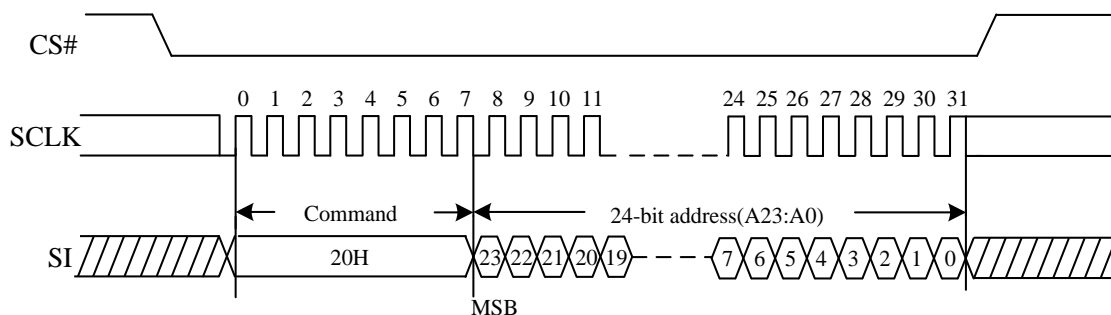 CS#
0 1 2 3 4 5 6 7 8 9 10 11 24 25 26 27 28 29 30 31
SCLK
Command 24-bit address(A23:A0)
SI 20H 23 22 21 20 19 7 6 5 4 3 2 1 0
MSB